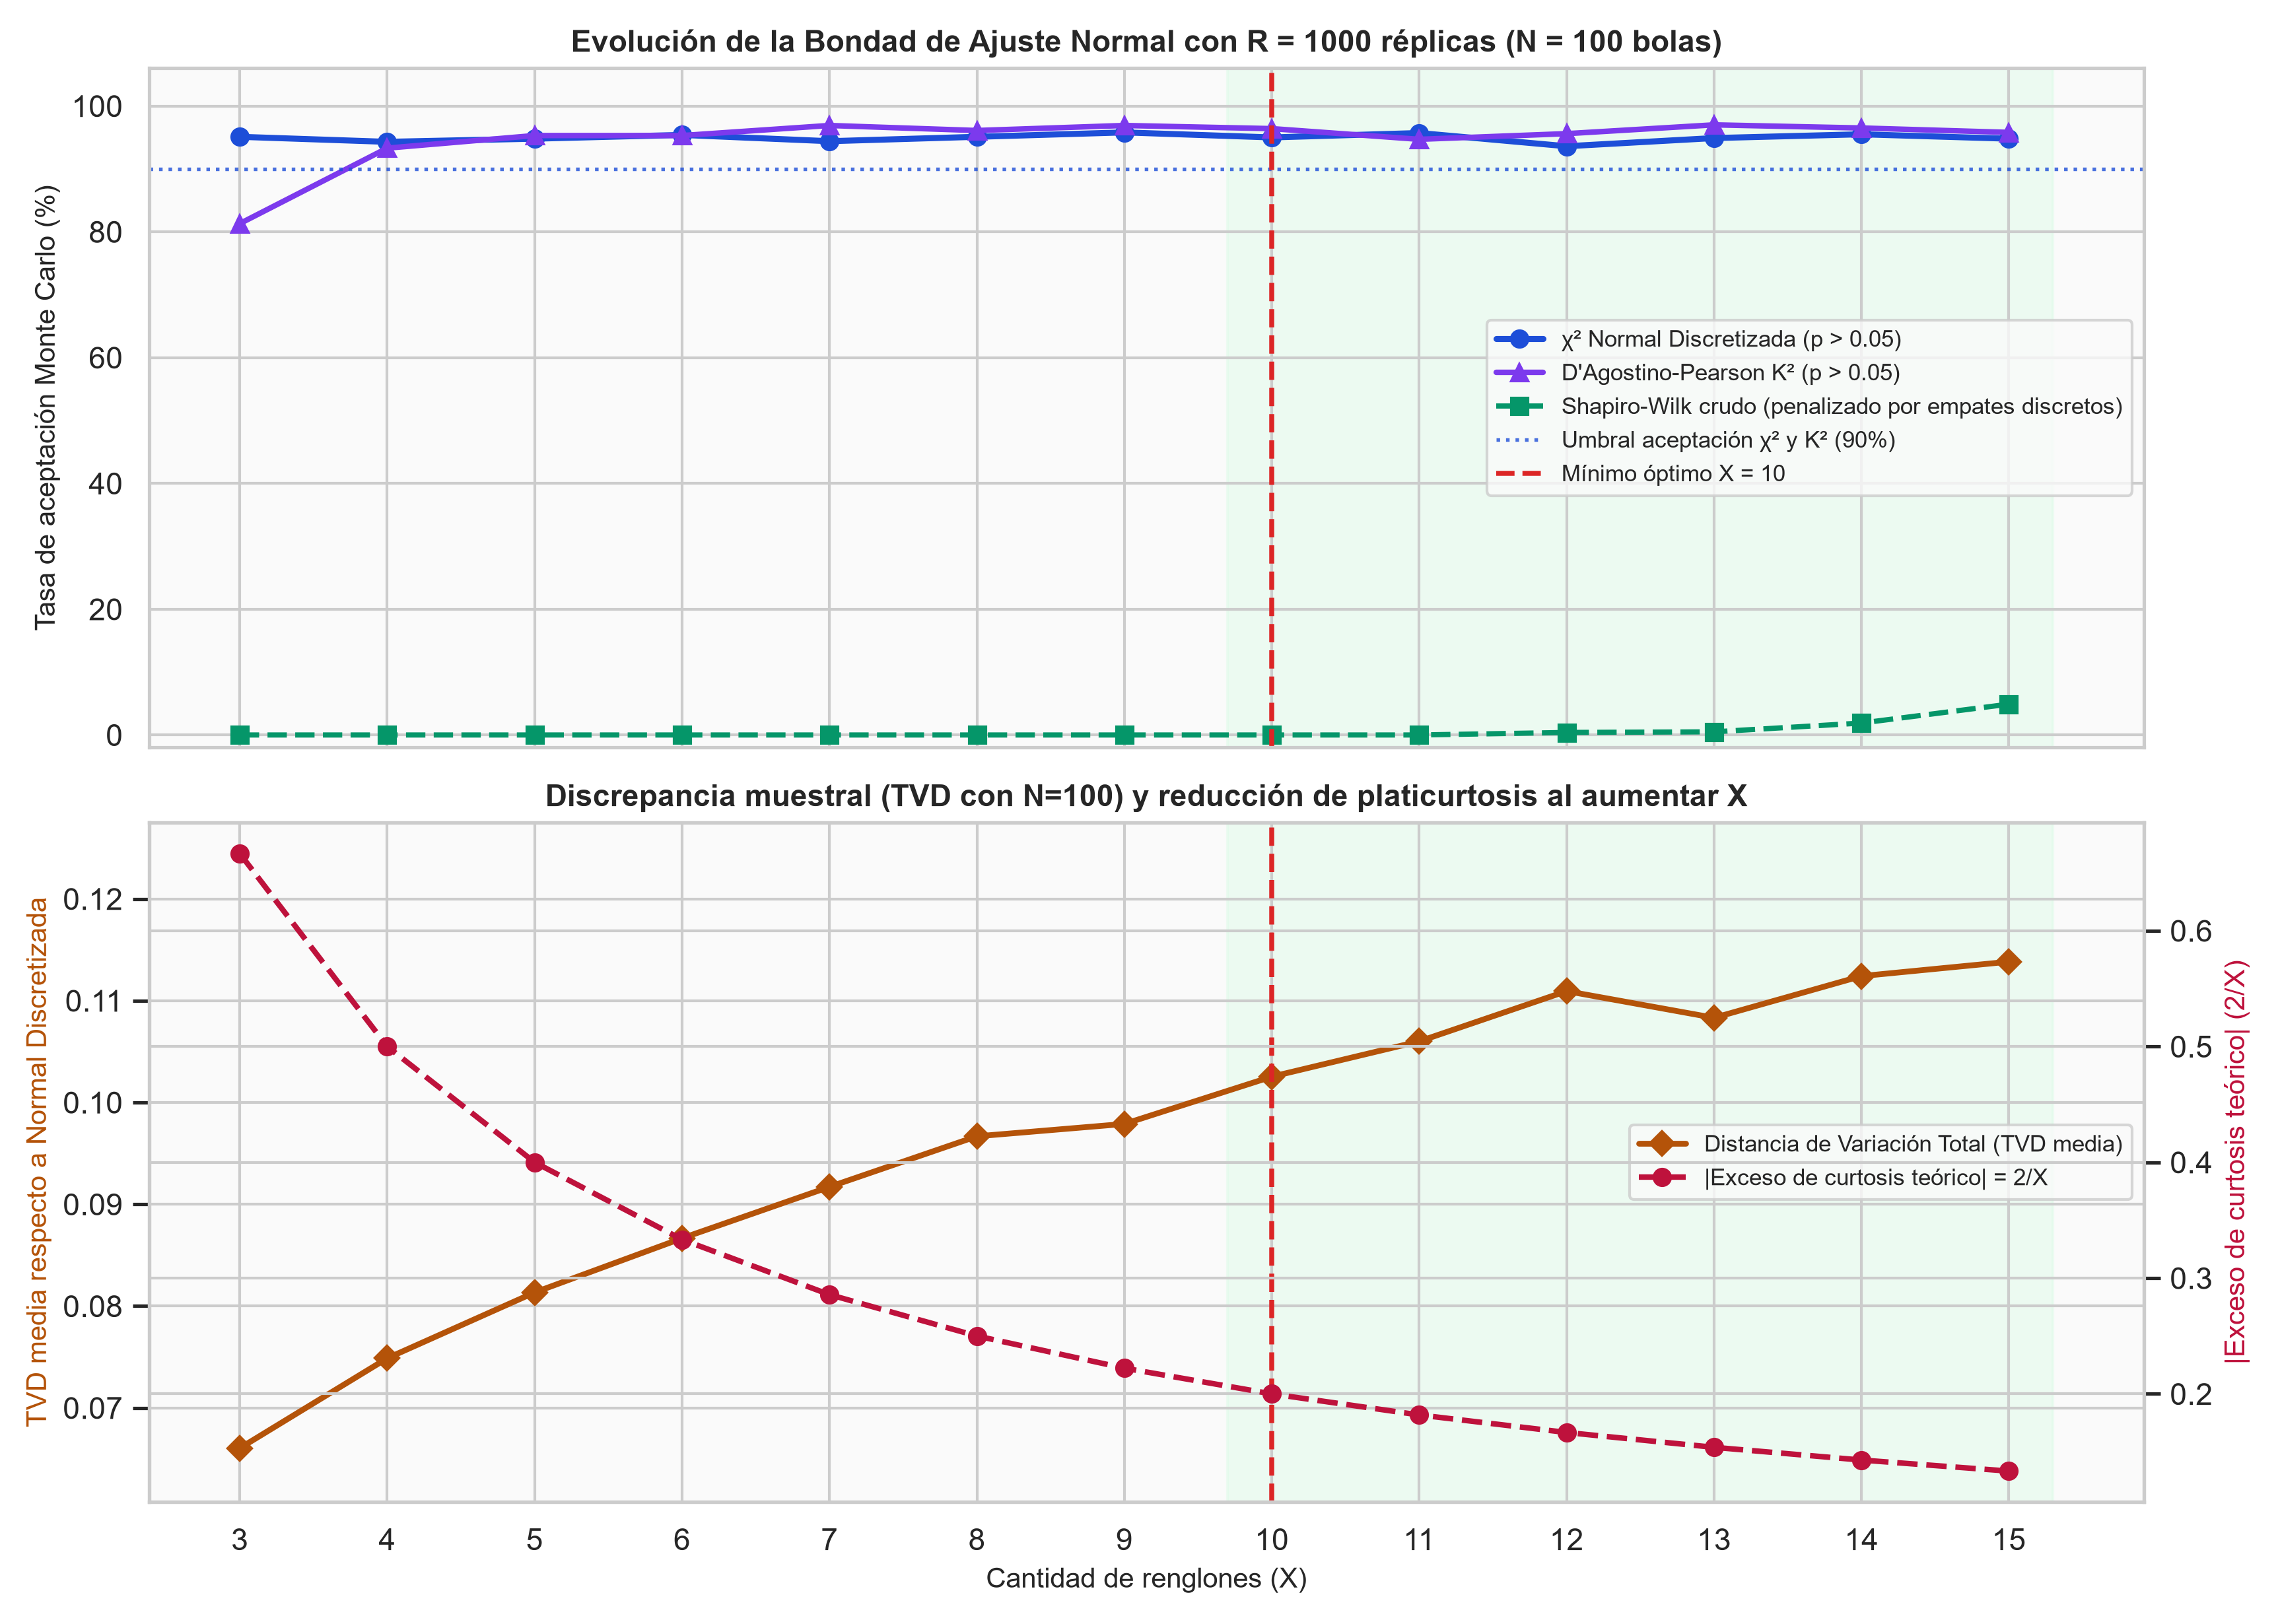 Evolución de la Bondad de Ajuste Normal con R = 1000 réplicas (N = 100 bolas)
Tasa de aceptación Monte Carlo (%)
100
80
60
40
20
0
χ² Normal Discretizada (p > 0.05)
D'Agostino-Pearson K² (p > 0.05)
Shapiro-Wilk crudo (penalizado por empates discretos)
Umbral aceptación χ² y K² (90%)
Mínimo óptimo X = 10
Discrepancia muestral (TVD con N=100) y reducción de platicurtosis al aumentar X
TVD media respecto a Normal Discretizada
0.12
0.11
0.10
0.09
0.08
0.07
Distancia de Variación Total (TVD media)
|Exceso de curtosis teórico| = 2/X
0.6
0.5
0.4
0.3
0.2
|Exceso de curtosis teórico| (2/X)
3 4 5 6 7 8 9 10 11 12 13 14 15
Cantidad de renglones (X)